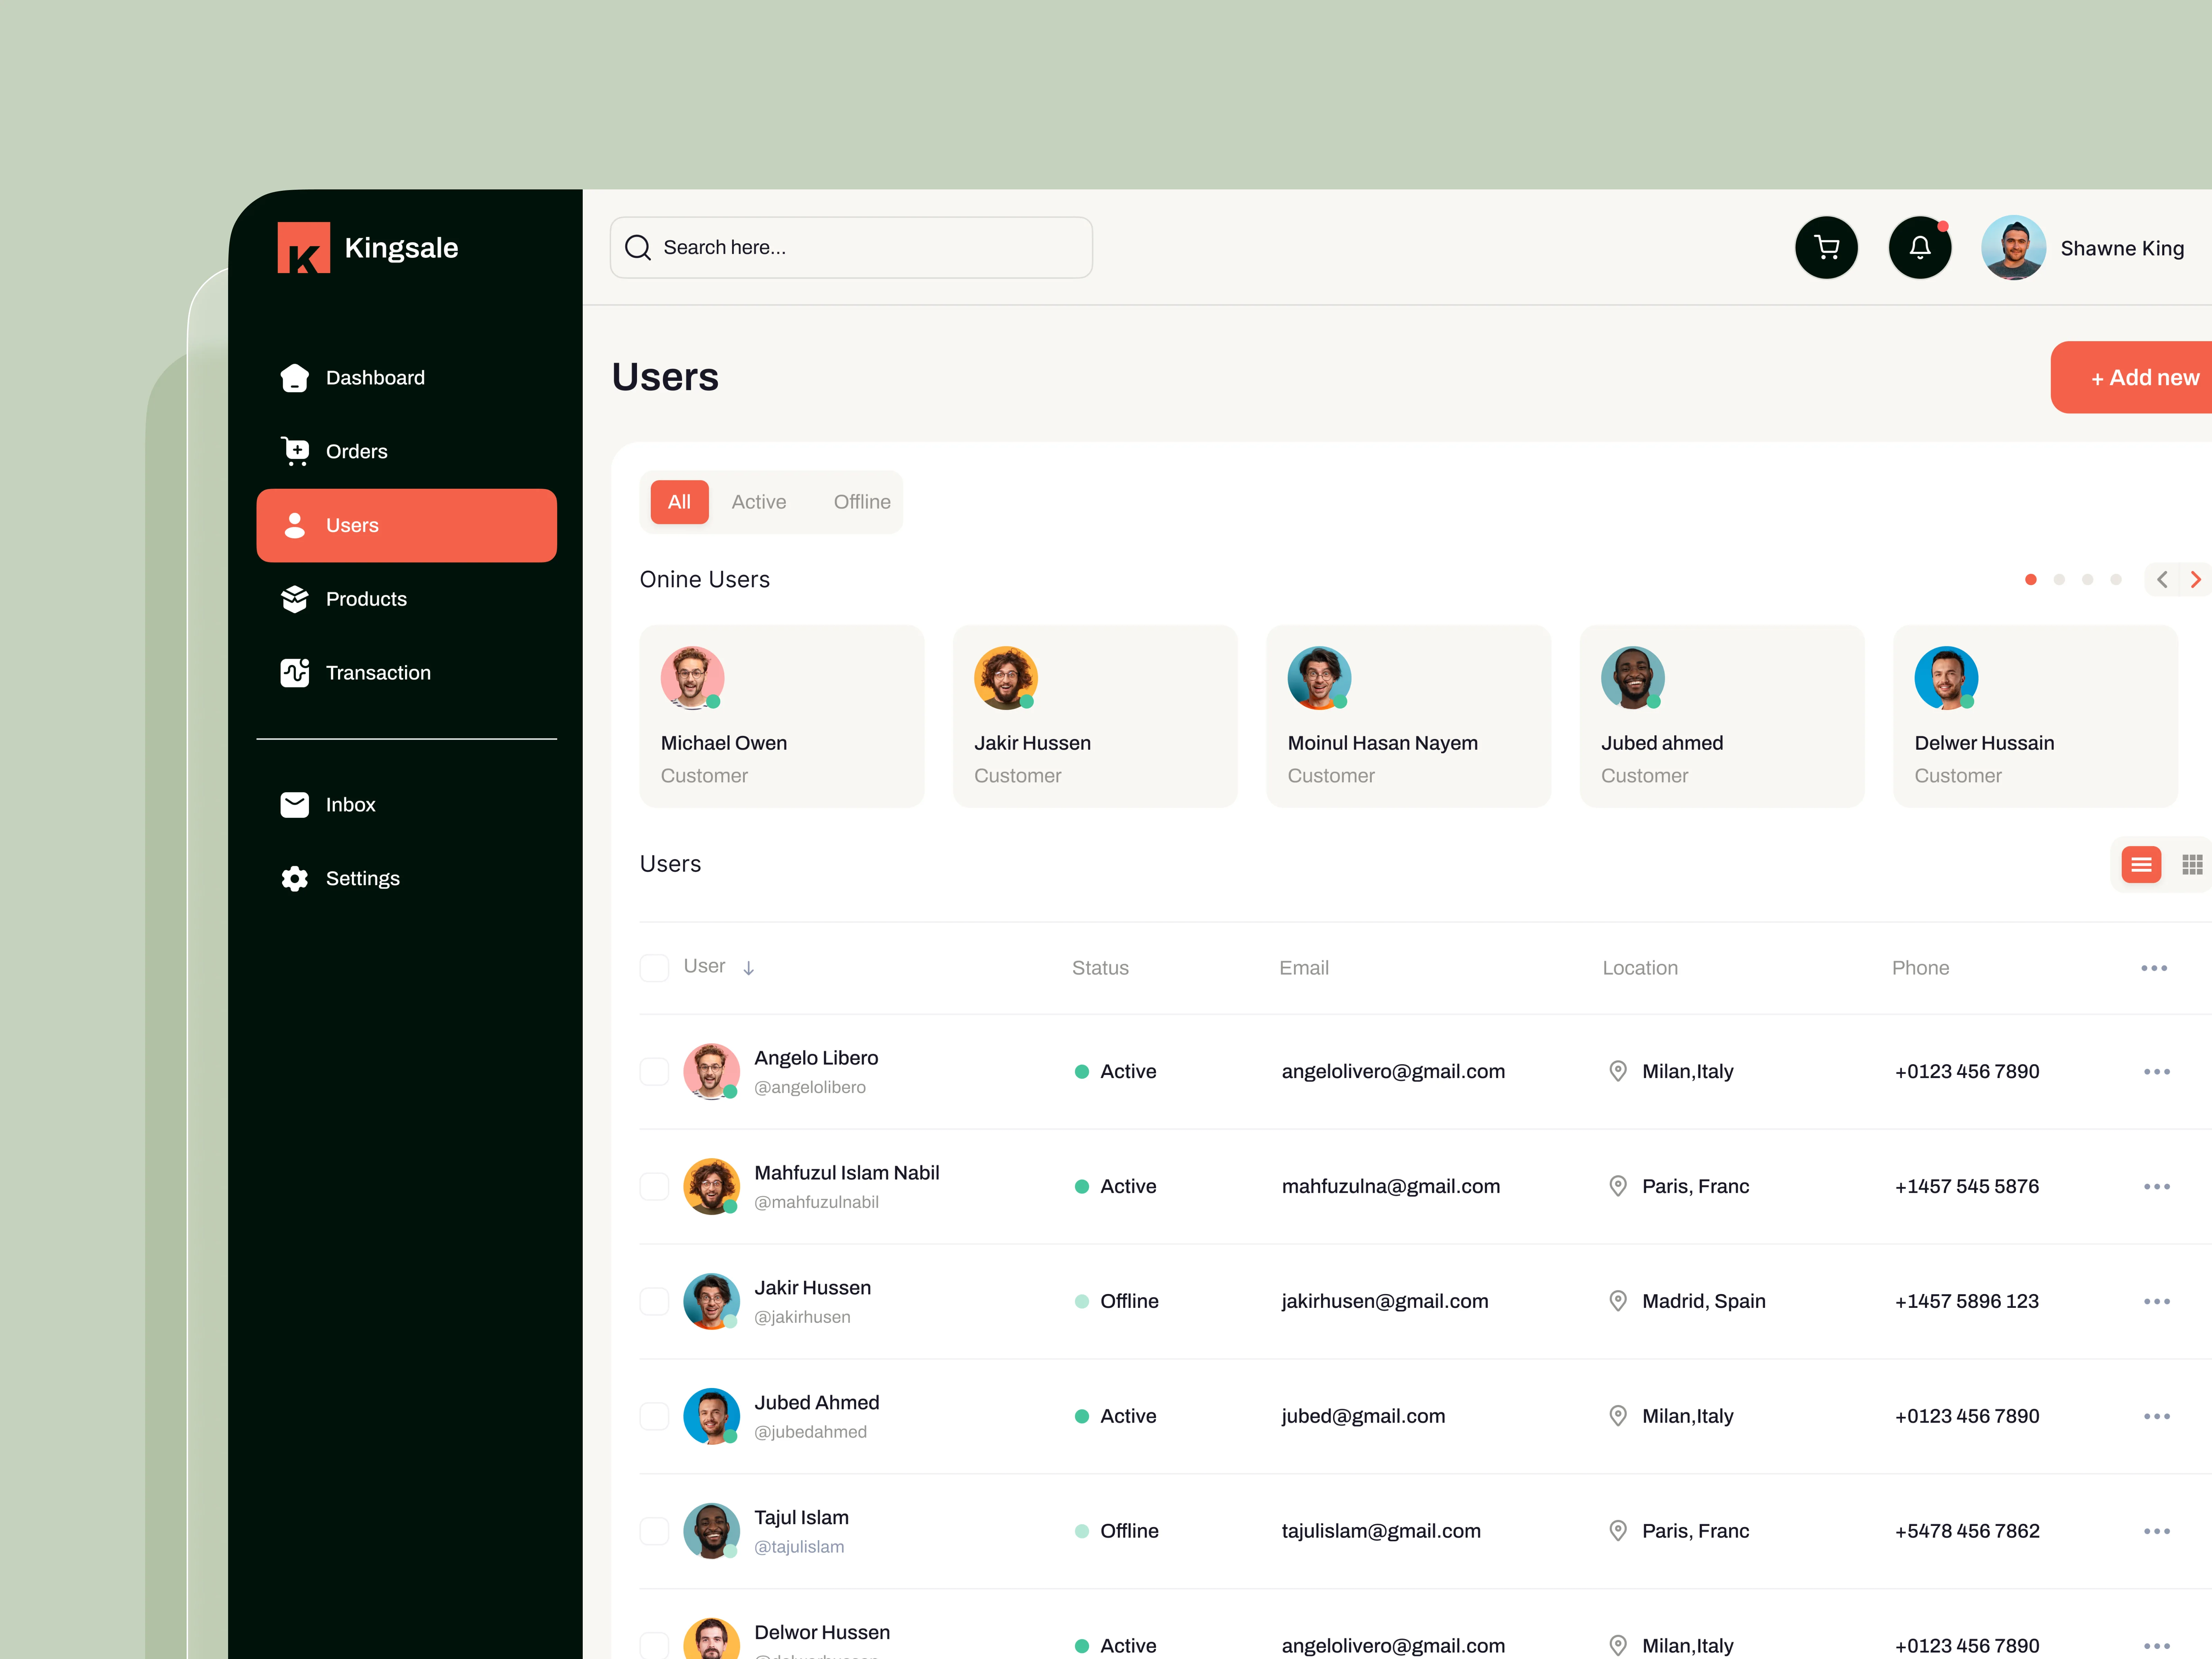 Kingsale
Search here...
Shawne King
Dashboard
Orders
Users
Products
Transaction
Inbox
Settings
Users
+ Add new
All Active Offline
Onine Users
Michael Owen
Customer
Jakir Hussen
Customer
Moinul Hasan Nayem
Customer
Jubed ahmed
Customer
Delwer Hussain
Customer
Users
User Status Email Location Phone
Angelo Libero
@angelolibero
Active angelolivero@gmail.com Milan,Italy +0123 456 7890
Mahfuzul Islam Nabil
@mahfuzulnabil
Active mahfuzulna@gmail.com Paris, Franc +1457 545 5876
Jakir Hussen
@jakirhusen
Offline jakirhusen@gmail.com Madrid, Spain +1457 5896 123
Jubed Ahmed
@jubedahmed
Active jubed@gmail.com Milan,Italy +0123 456 7890
Tajul Islam
@tajulislam
Offline tajulislam@gmail.com Paris, Franc +5478 456 7862
Delwor Hussen
Active angelolivero@gmail.com Milan,Italy +0123 456 7890